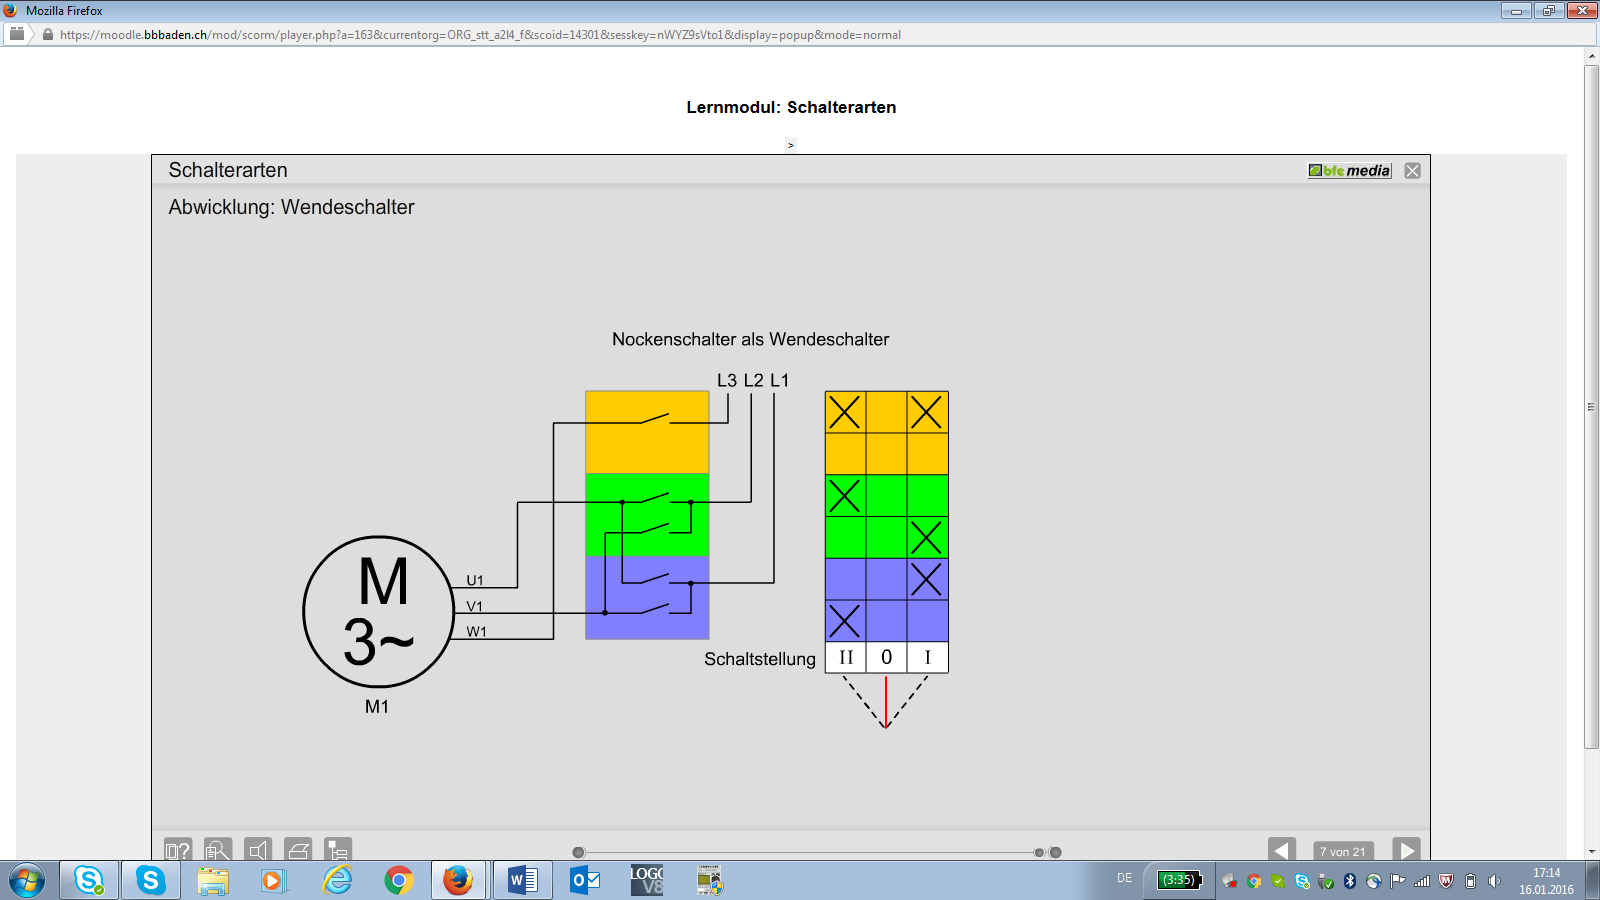 Mozilla Firefox
https://moodle.bbbaden.ch/mod/scorm/player.php?a=163&currentorg=ORG_stt_a2l4_f&scoid=14301&sesskey=nWYZ9sVto1&display=popup&mode=normal
Lernmodul: Schalterarten
>
Schalterarten
bfe media
Abwicklung: Wendeschalter
Nockenschalter als Wendeschalter
L3 L2 L1
M
3~
U1
V1
W1
M1
Schaltstellung II 0 I
7 von 21
LOGO
V8
DE
(3:35)
17:14
16.01.2016